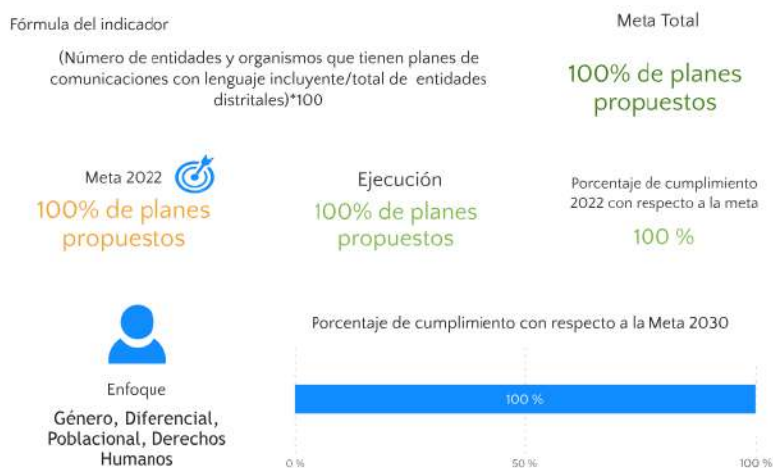 Fórmula del indicador
(Número de entidades y organismos que tienen planes de
comunicaciones con lenguaje incluyente/total de entidades
distritales)*100
Meta Total
100% de planes
propuestos
Meta 2022
100% de planes
propuestos
Ejecución
100% de planes
propuestos
Porcentaje de cumplimiento
2022 con respecto a la meta
100 %
Enfoque
Género, Diferencial,
Poblacional, Derechos
Humanos
Porcentaje de cumplimiento con respecto a la Meta 2030
100 %
0 %
50 %
100 %